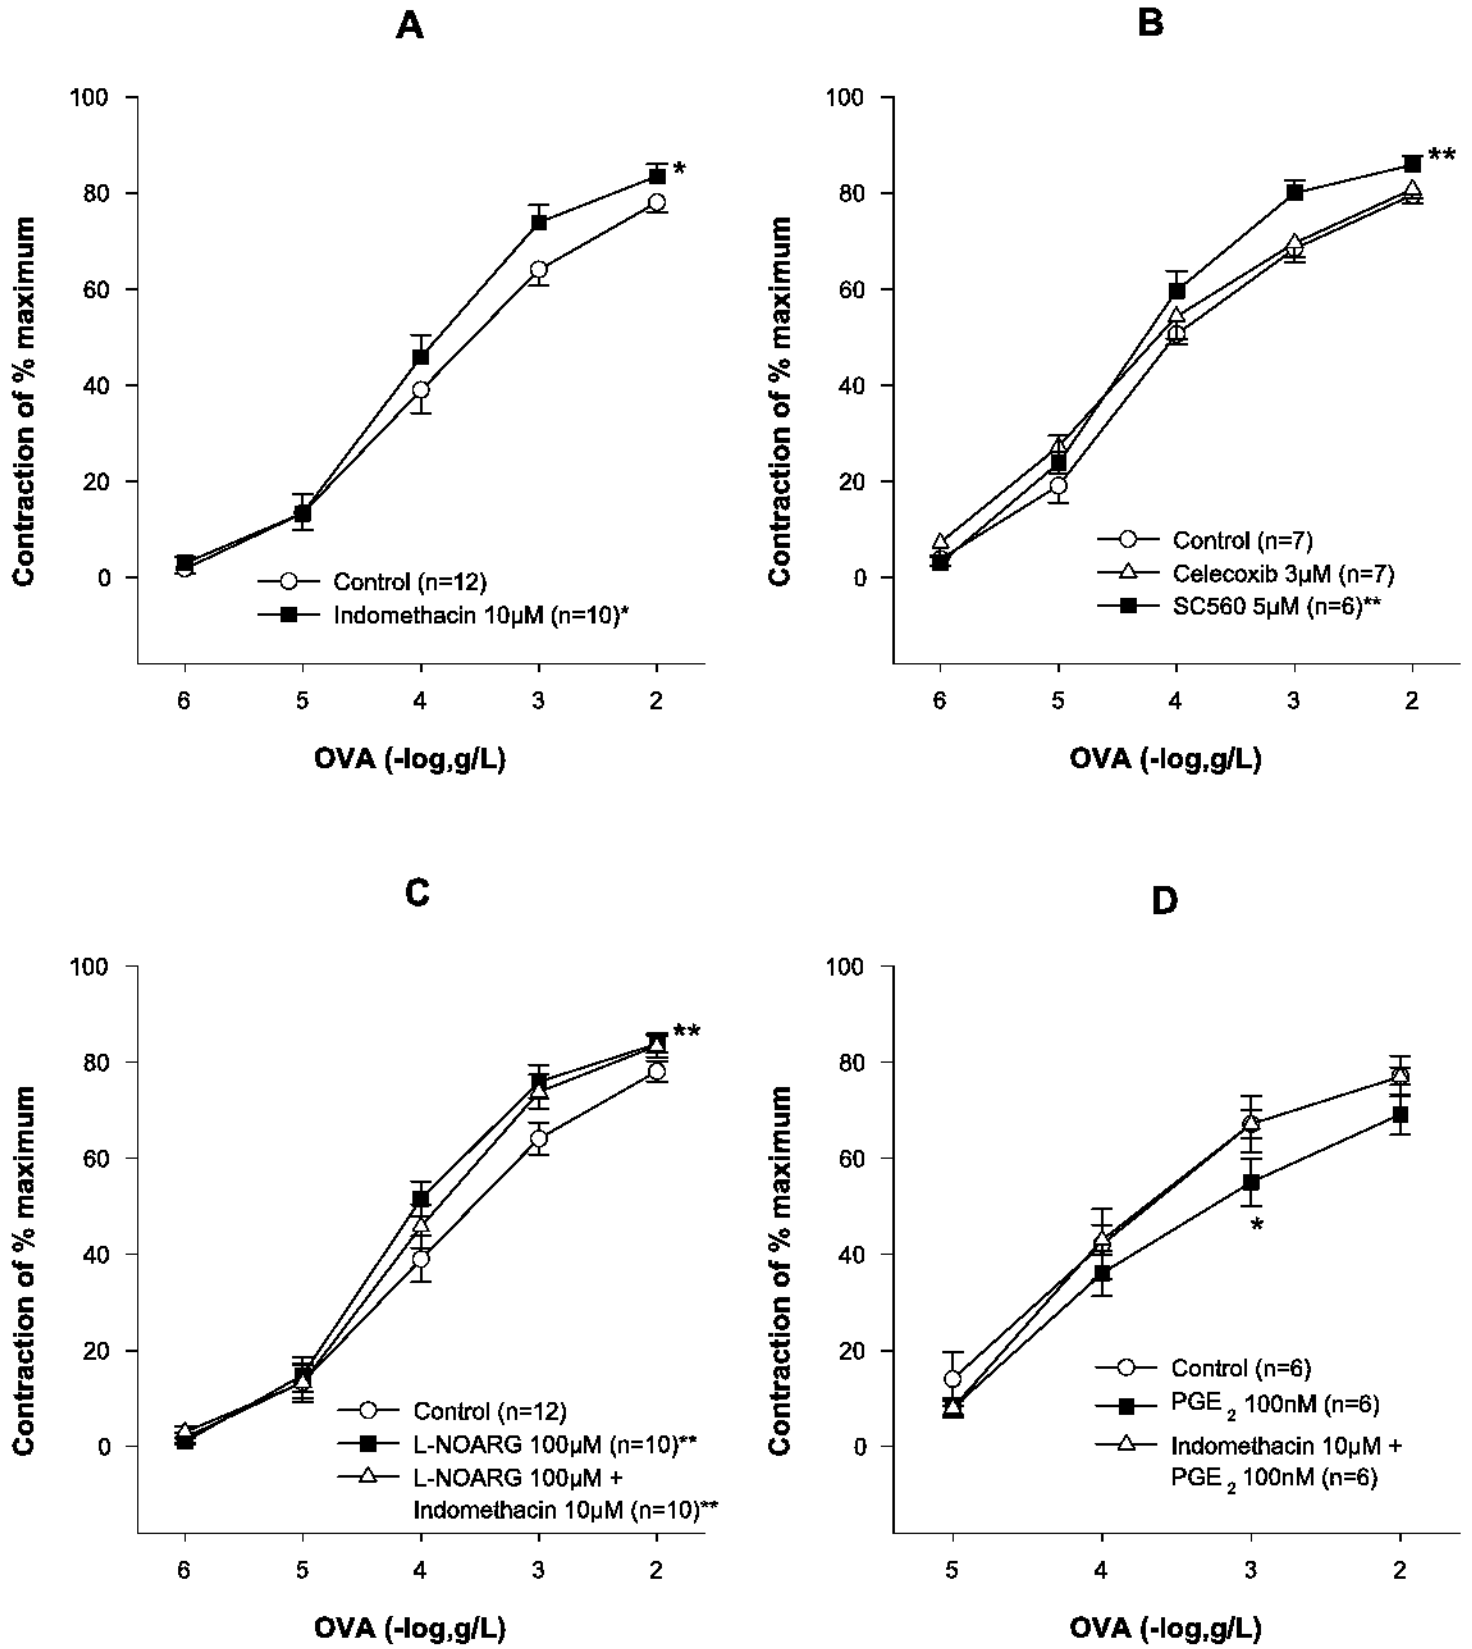 A
100
80
60
40
20
0
Contraction of % maximum
*
Control (n=12)
Indomethacin 10µM (n=10)*
6 5 4 3 2
OVA (-log,g/L)
B
100
80
60
40
20
0
Contraction of % maximum
**
Control (n=7)
Celecoxib 3µM (n=7)
SC560 5µM (n=6)**
6 5 4 3 2
OVA (-log,g/L)
C
100
80
60
40
20
0
Contraction of % maximum
**
Control (n=12)
L-NOARG 100µM (n=10)**
L-NOARG 100µM +
Indomethacin 10µM (n=10)**
6 5 4 3 2
OVA (-log,g/L)
D
100
80
60
40
20
0
Contraction of % maximum
*
Control (n=6)
PGE2 100nM (n=6)
Indomethacin 10µM +
PGE2 100nM (n=6)
5 4 3 2
OVA (-log,g/L)